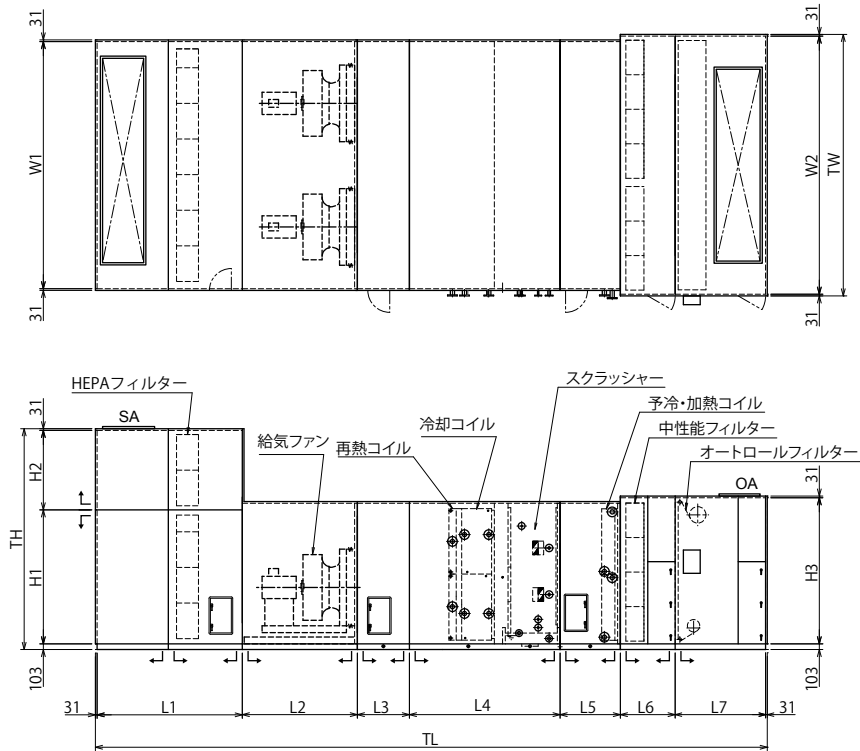 31
W1
31
31
W2
TW
31
HEPAフィルター
スクラッシャー
予冷・加熱コイル
冷却コイル
中性能フィルター
給気ファン
再熱コイル
オートロールフィルター
SA
OA
31
H2
TH
H1
103
31
H3
103
31
L1
L2
L3
L4
L5
L6
L7
31
TL